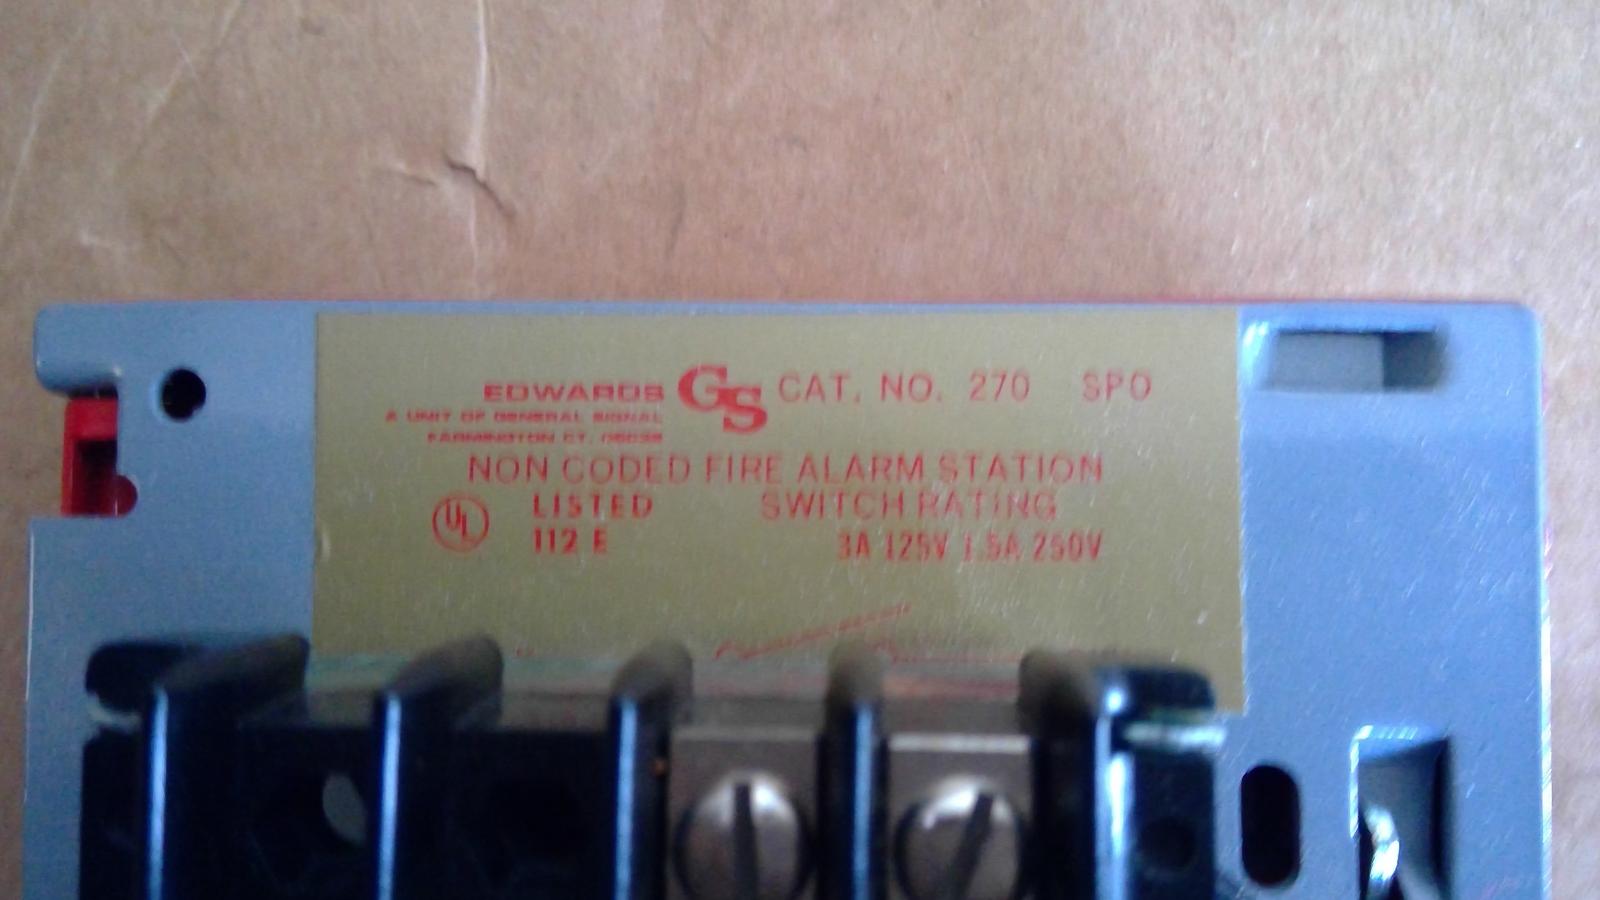 EDWARDS GS CAT. NO. 270 SPO
A UNIT OF GENERAL SIGNAL
FARMINGTON CT. 06032
NON CODED FIRE ALARM STATION
UL LISTED SWITCH RATING
112 E 3A 125V 1.5A 250V